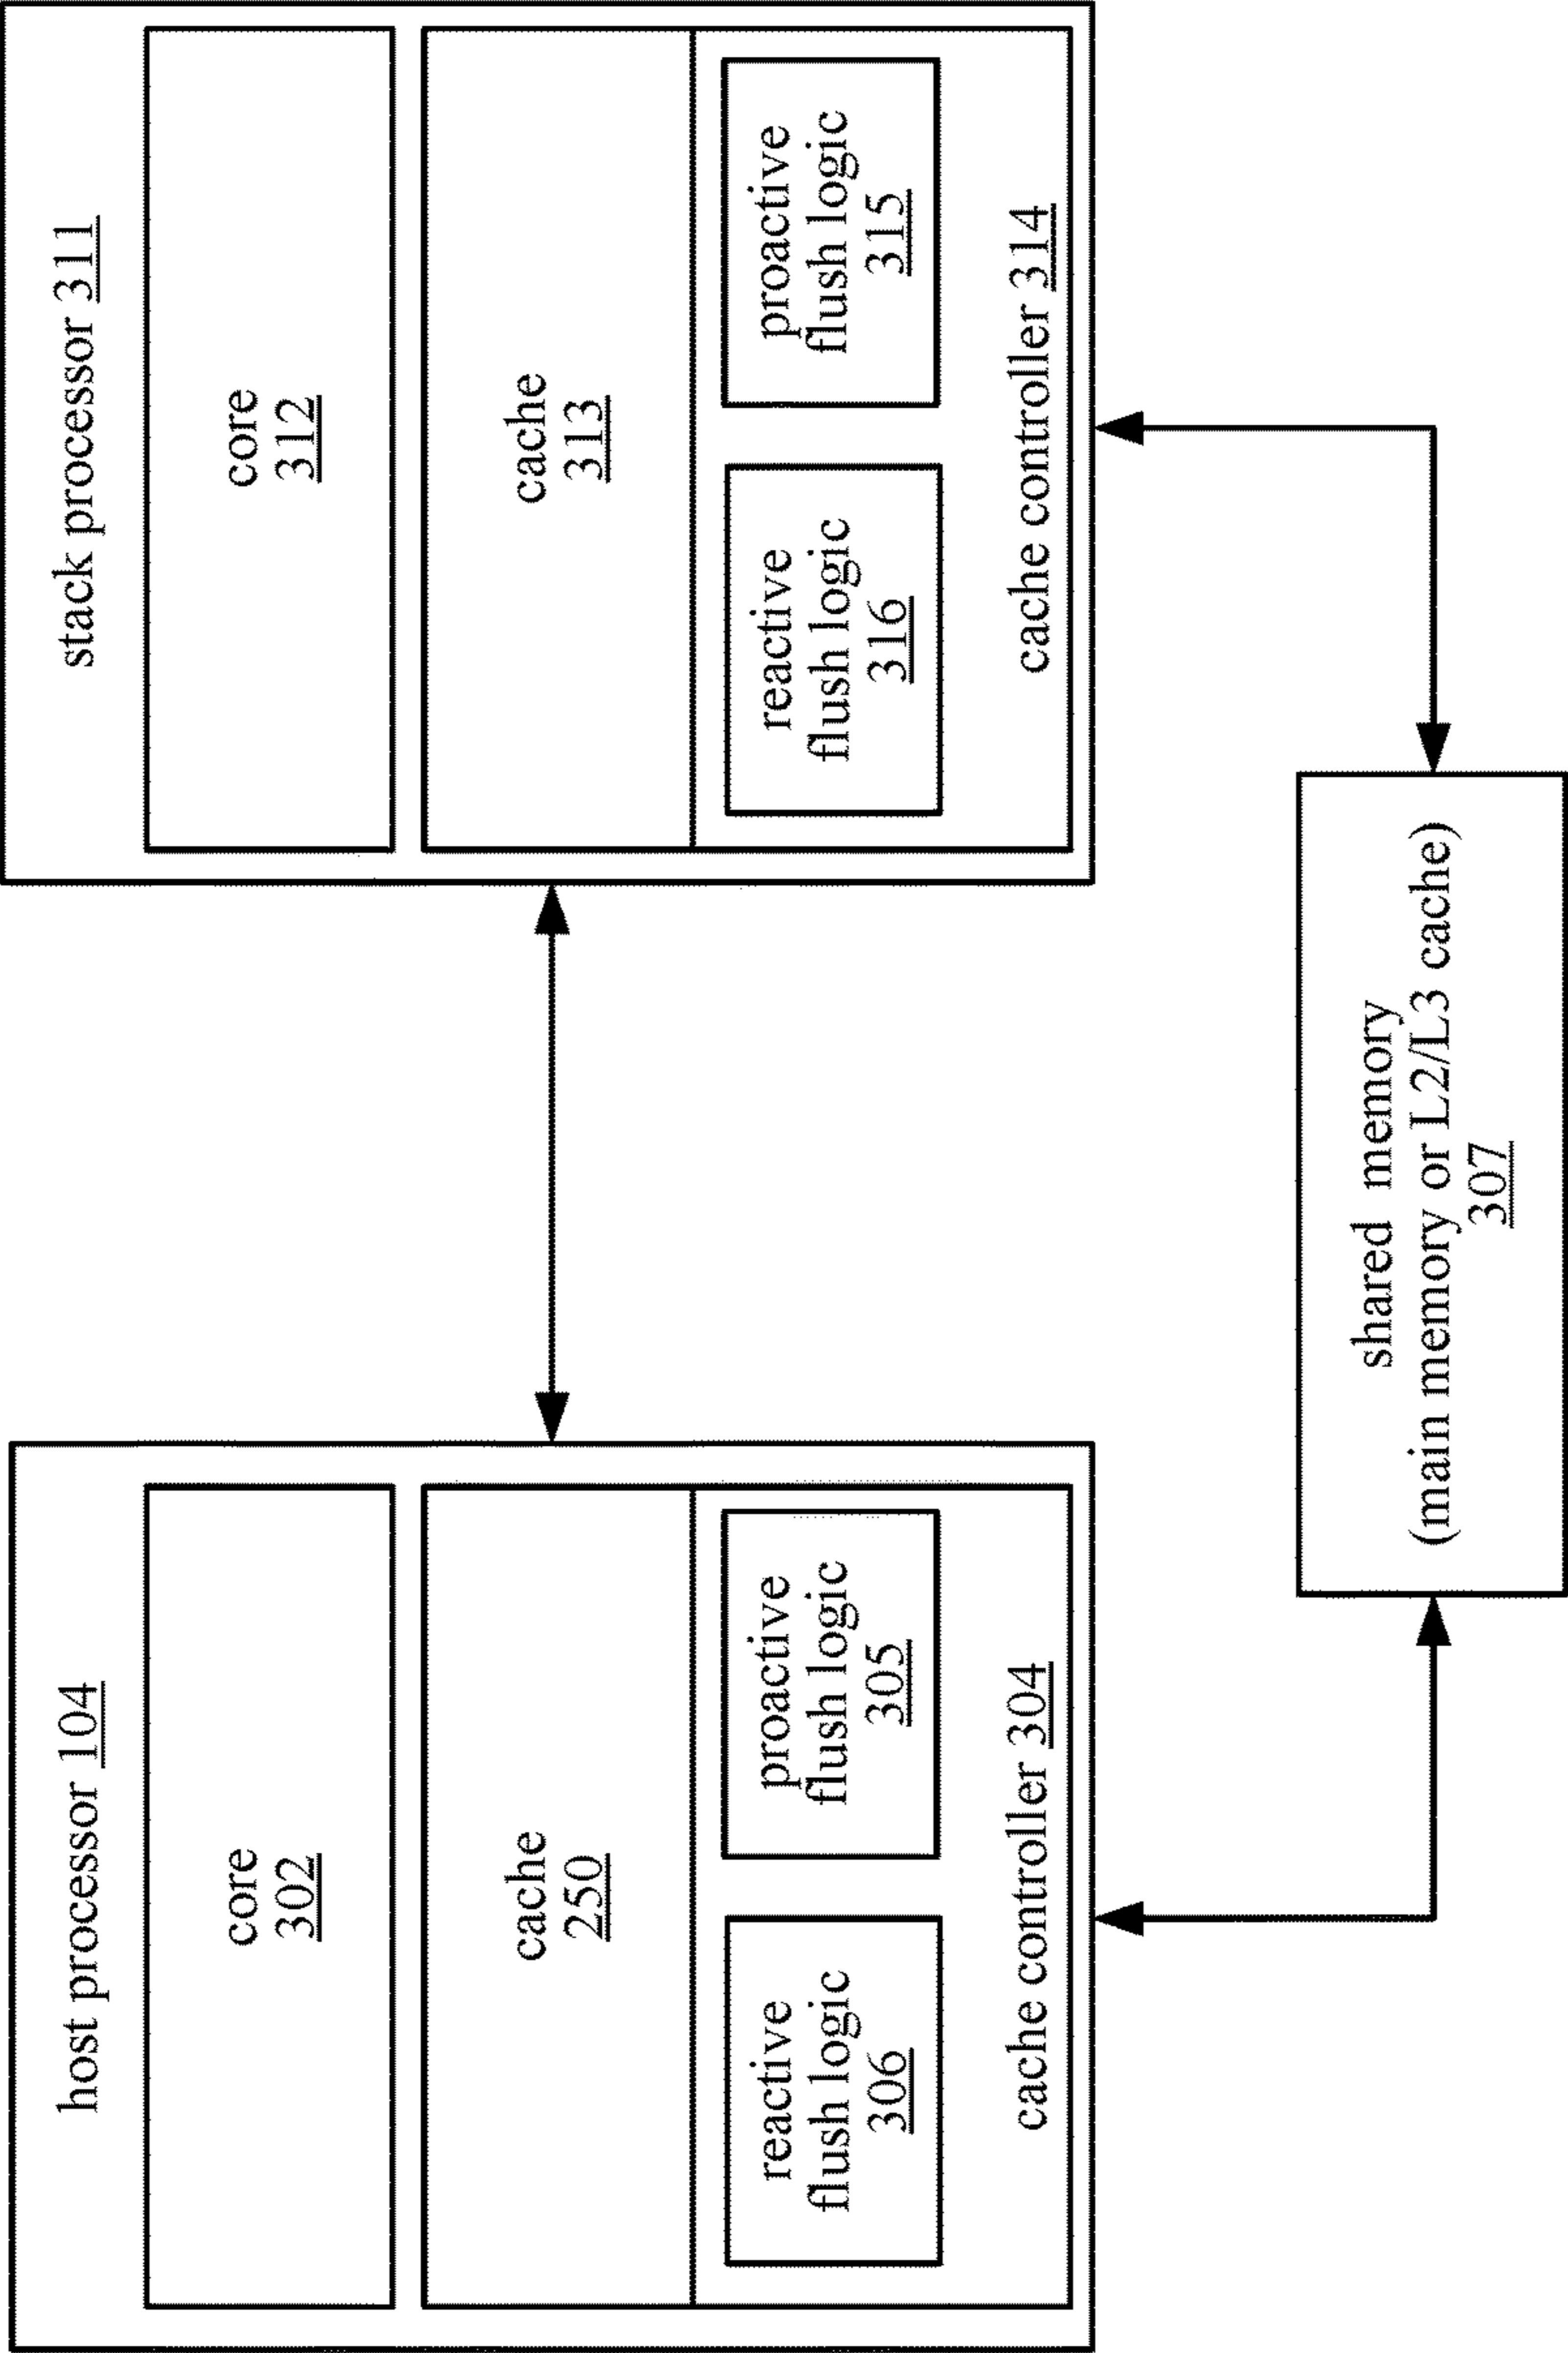 host processor 104
core
302
cache
250
reactive
flush logic
306
proactive
flush logic
305
cache controller 304
stack processor 311
core
312
cache
313
reactive
flush logic
316
proactive
flush logic
315
cache controller 314
shared memory
(main memory or L2/L3 cache)
307